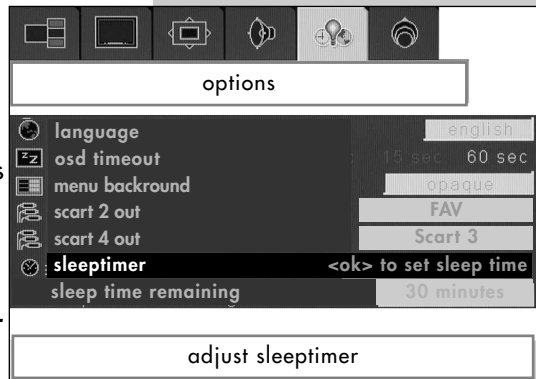 options
language english
osd timeout 15 sec 60 sec
menu backround opaque
scart 2 out FAV
scart 4 out Scart 3
sleeptimer <ok> to set sleep time
sleep time remaining 30 minutes
adjust sleeptimer